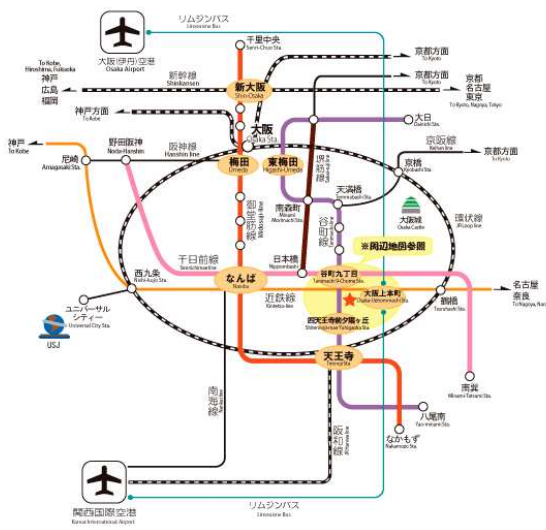 リムジンバス
Limousine Bus
大阪(伊丹)空港
Osaka Airport
千里中央
Senri-Chuo Sta.
京都方面
To Kyoto
To Kobe,
Hiroshima, Fukuoka
神戸
広島
福岡
新幹線
Shinkansen
新大阪
Shin-Osaka
京都方面
To Kyoto
京都
名古屋
東京
To Kyoto, Nagoya, Tokyo
神戸方面
To Kobe
大阪
Osaka Sta.
大日
Dainichi Sta.
神戸
To Kobe
野田阪神
Noda-Hanshin
阪神線
Hanshin line
梅田
Umeda
東梅田
Higashi-Umeda
堺筋線
京阪線
Keihan line
京都方面
To Kyoto
尼崎
Amagasaki Sta.
京橋
Kyobashi Sta.
天満橋
Temmabashi Sta.
南森町
Minami
Morimachi Sta.
大阪城
Osaka Castle
環状線
JR Loop line
御堂筋線
Midosuji line
谷町線
※周辺地図参照
千日前線
Sennichimae line
日本橋
Nipponbashi
谷町九丁目
Tanimachi 9-Chome Sta.
西九条
Nishi-kujo Sta.
なんば
Namba
近鉄線
Kintetsu line
大阪上本町
Osaka-Uehommachi Sta.
鶴橋
Tsuruhashi Sta.
名古屋
奈良
To Nagoya, Nara
ユニバーサル
シティー
Universal City Sta.
USJ
四天王寺前夕陽ヶ丘
Shitennoji-mae Yuhigaoka Sta.
天王寺
Tennoji Sta.
南巽
Minami-Tatsumi Sta.
南海線
Nankai line
阪和線
JR Hanwa line
八尾南
Yao-minami Sta.
なかもず
Nakamozu Sta.
関西国際空港
Kansai International Airport
リムジンバス
Limousine Bus